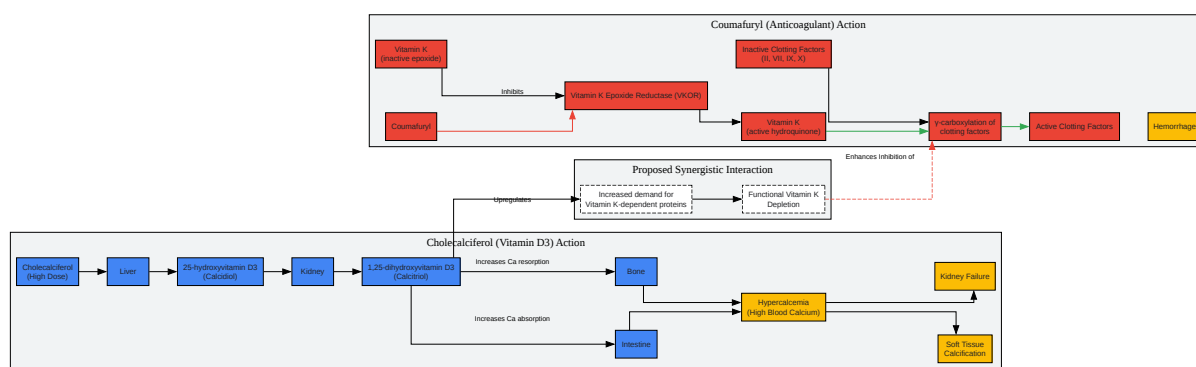 Coumafuryl (Anticoagulant) Action
Vitamin K
(inactive epoxide)
Inactive Clotting Factors
(II, VII, IX, X)
Inhibits
Vitamin K Epoxide Reductase (VKOR)
Coumafuryl
Vitamin K
(active hydroquinone)
γ-carboxylation of
clotting factors
Active Clotting Factors
Hemorrhage
Enhances Inhibition of
Proposed Synergistic Interaction
Increased demand for
Vitamin K-dependent proteins
Functional Vitamin K
Depletion
Upregulates
Cholecalciferol (Vitamin D3) Action
Cholecalciferol
(High Dose)
Liver
25-hydroxyvitamin D3
(Calcidiol)
Kidney
1,25-dihydroxyvitamin D3
(Calcitriol)
Increases Ca resorption
Bone
Kidney Failure
Hypercalcemia
(High Blood Calcium)
Increases Ca absorption
Intestine
Soft Tissue
Calcification